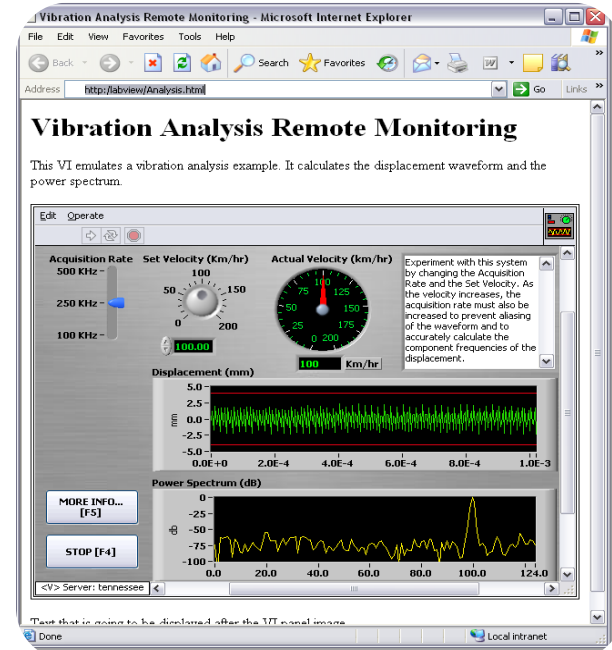 Vibration Analysis Remote Monitoring - Microsoft Internet Explorer
File Edit View Favorites Tools Help
Back Search Favorites
Address http:/labview/Analysis.html Go Links
Vibration Analysis Remote Monitoring
This VI emulates a vibration analysis example. It calculates the displacement waveform and the
power spectrum.
Edit Operate
Acquisition Rate
500 KHz
250 KHz
100 KHz
Set Velocity (Km/hr)
100
50 150
0 200
100.00
Actual Velocity (km/hr)
100
75 125
50 150
25 175
0 200
100 Km/hr
Experiment with this system
by changing the Acquisition
Rate and the Set Velocity. As
the velocity increases, the
acquisition rate must also be
increased to prevent aliasing
of the waveform and to
accurately calculate the
component frequencies of the
displacement.
Displacement (mm)
mm
5.0
2.5
0.0
-2.5
-5.0
0.0E+0 2.0E-4 4.0E-4 6.0E-4 8.0E-4 1.0E-3
MORE INFO...
[F5]
STOP [F4]
Power Spectrum (dB)
db
0
-25
-50
-75
-100
0.0 20.0 40.0 60.0 80.0 100.0 124.0
<V> Server: tennessee
Text that is going to be displayed after the VI panel image
Done Local intranet